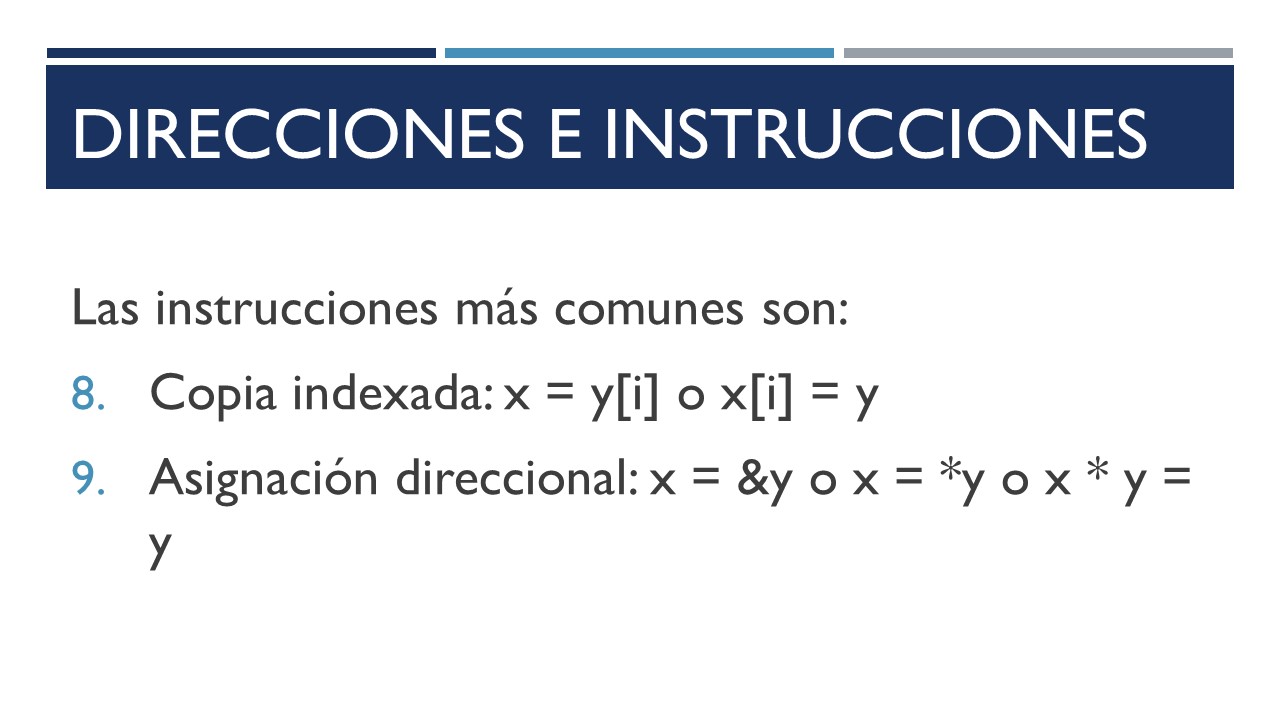 DIRECCIONES E INSTRUCCIONES
Las instrucciones más comunes son:
8. Copia indexada: x = y[i] o x[i] = y
9. Asignación direccional: x = &y o x = *y o x * y =
y